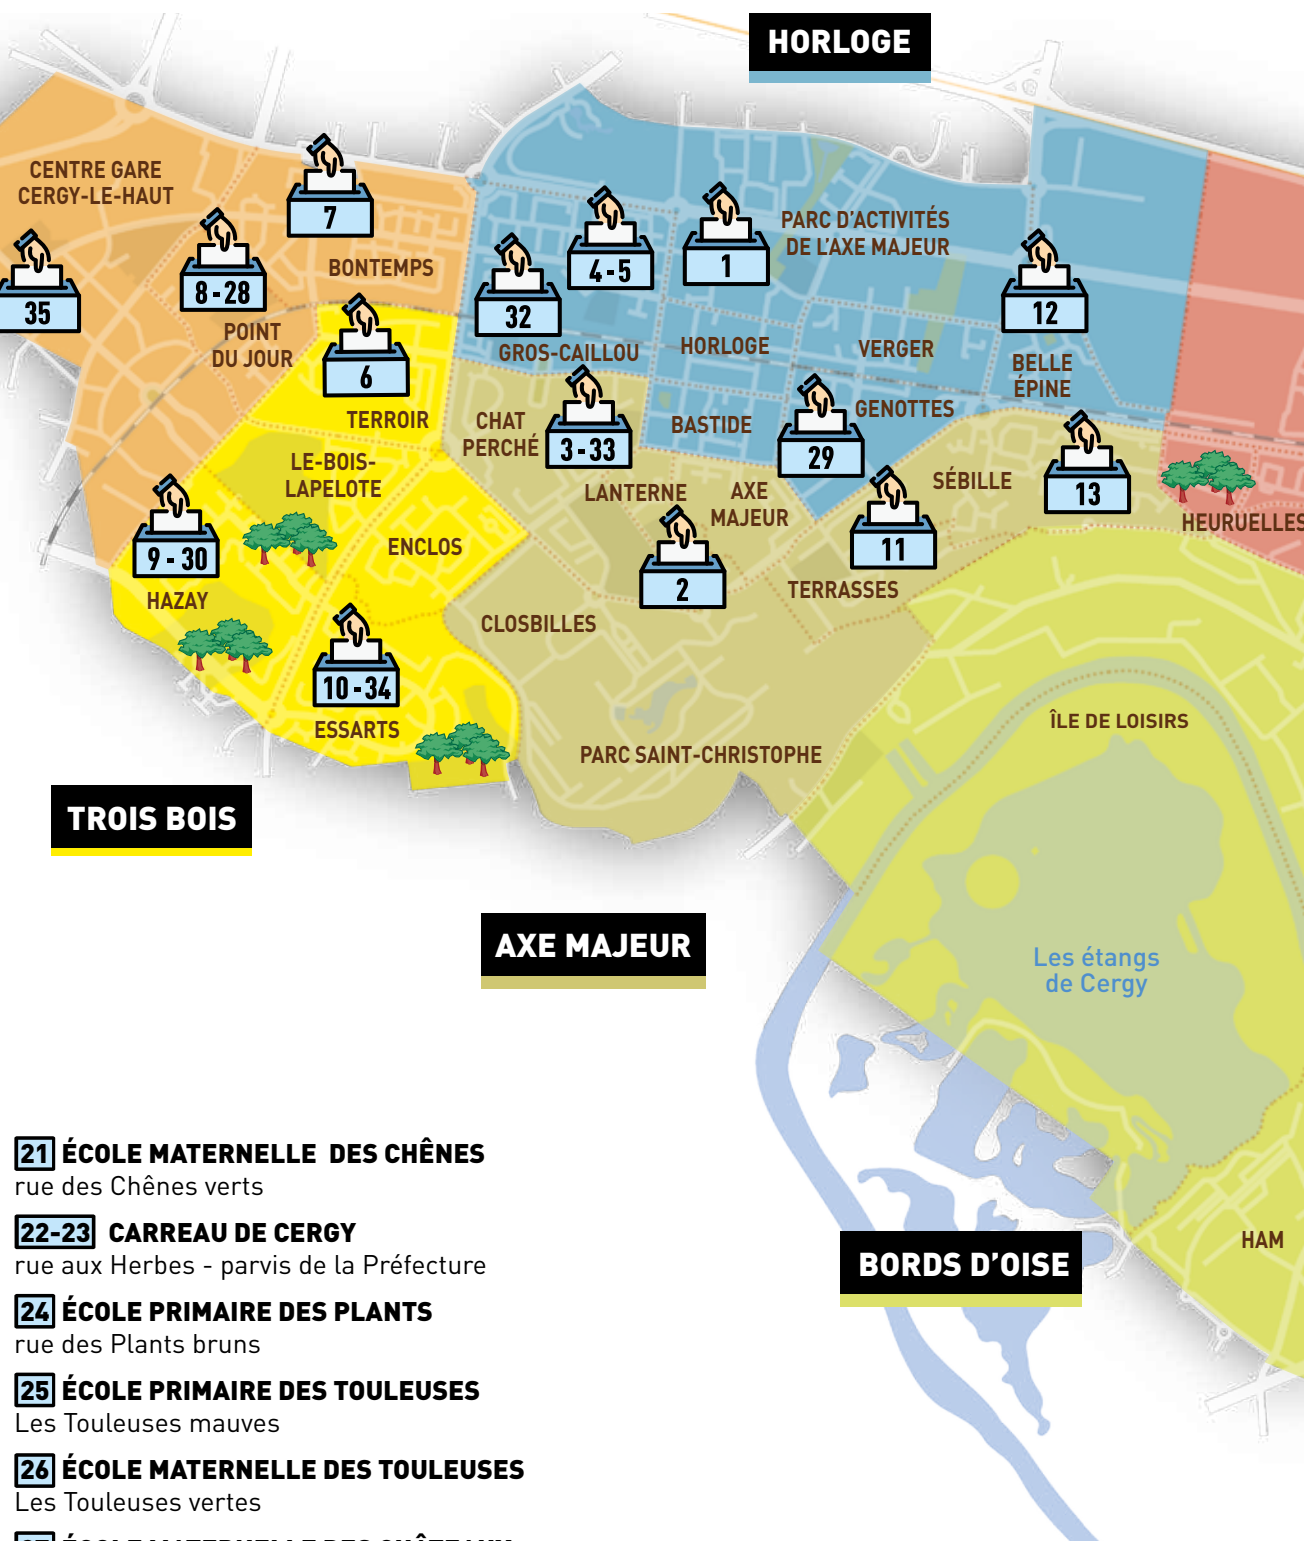 HORLOGE
CENTRE GARE
CERGY-LE-HAUT
7
PARC D'ACTIVITÉS
DE L'AXE MAJEUR
4-5
1
BONTEMPS
8-28
35
32
12
POINT
DU JOUR
GROS-CAILLOU
HORLOGE
VERGER
BELLE
ÉPINE
6
TERROIR
CHAT
PERCHÉ
3-33
BASTIDE
GENOTTES
29
LE-BOIS-
LAPELOTE
LANTERNE
AXE
MAJEUR
SÉBILLE
13
HEURUELLES
ENCLOS
9-30
11
HAZAY
2
TERRASSES
CLOSBILLES
10-34
ESSARTS
PARC SAINT-CHRISTOPHE
ÎLE DE LOISIRS
TROIS BOIS
AXE MAJEUR
Les étangs
de Cergy
HAM
BORDS D'OISE
21 ÉCOLE MATERNELLE DES CHÊNES
rue des Chênes verts
22-23 CARREAU DE CERGY
rue aux Herbes - parvis de la Préfecture
24 ÉCOLE PRIMAIRE DES PLANTS
rue des Plants bruns
25 ÉCOLE PRIMAIRE DES TOULEUSES
Les Touleuses mauves
26 ÉCOLE MATERNELLE DES TOULEUSES
Les Touleuses vertes
27 ÉCOLE MATERNELLE DES CHÂTEAUX